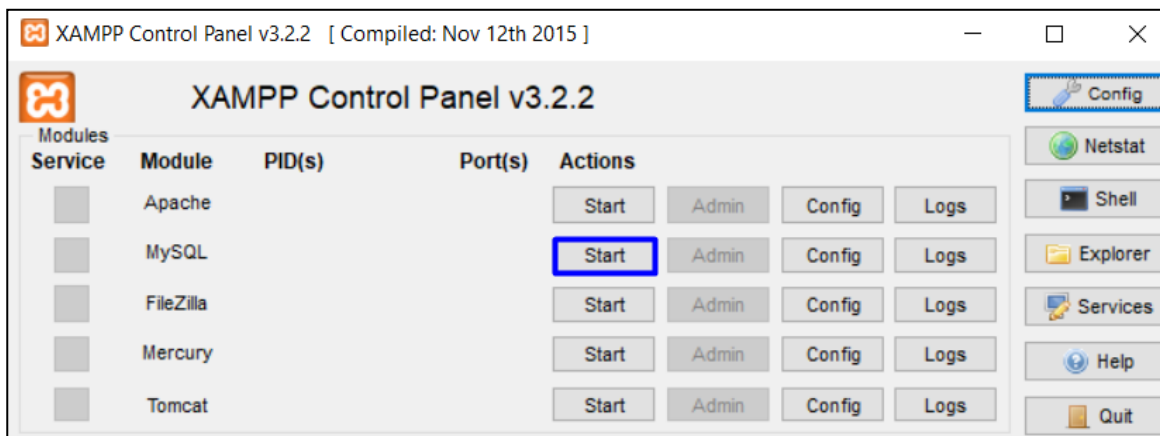 XAMPP Control Panel v3.2.2 [ Compiled: Nov 12th 2015 ]
XAMPP Control Panel v3.2.2
Config
Modules
Netstat
Service Module PID(s) Port(s) Actions
Apache Start Admin Config Logs
Shell
MySQL Start Admin Config Logs
Explorer
FileZilla Start Admin Config Logs
Services
Mercury Start Admin Config Logs
Help
Tomcat Start Admin Config Logs
Quit